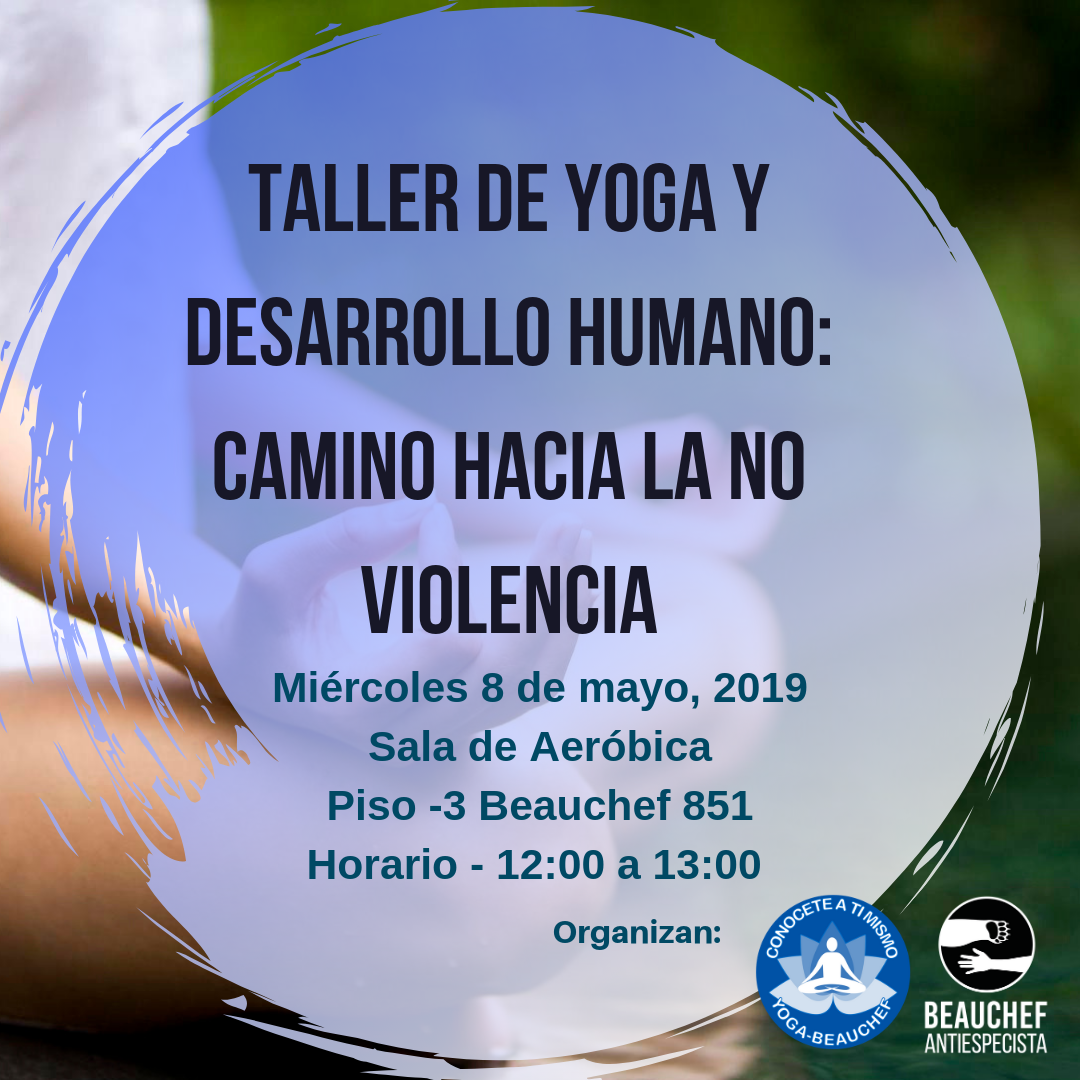 TALLER DE YOGA Y
DESARROLLO HUMANO:
CAMINO HACIA LA NO
VIOLENCIA
Miércoles 8 de mayo, 2019
Sala de Aeróbica
Piso -3 Beauchef 851
Horario - 12:00 a 13:00
Organizan:
CONOCETE A TI MISMO
YOGA-BEAUCHEF
BEAUCHEF
ANTIESPECISTA